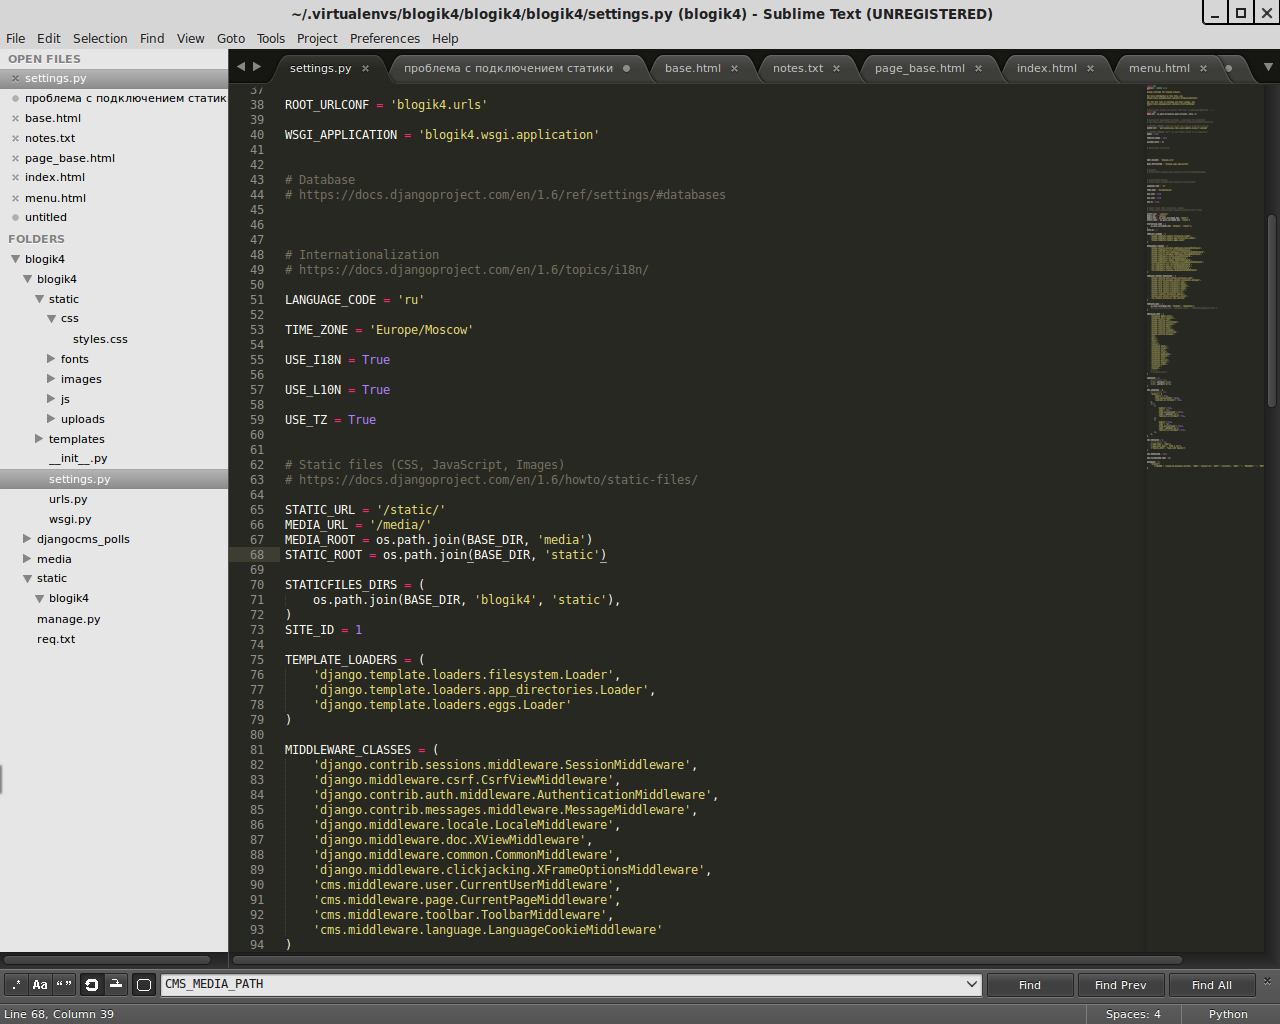 ~/.virtualenvs/blogik4/blogik4/blogik4/settings.py (blogik4) - Sublime Text (UNREGISTERED)
File Edit Selection Find View Goto Tools Project Preferences Help
OPEN FILES
settings.py
проблема с подключением статик
base.html
notes.txt
page_base.html
index.html
menu.html
untitled
FOLDERS
blogik4
blogik4
static
css
styles.css
fonts
images
js
uploads
templates
__init__.py
settings.py
urls.py
wsgi.py
djangocms_polls
media
static
blogik4
manage.py
req.txt
settings.py проблема с подключением статики base.html notes.txt page_base.html index.html menu.html
37
38 ROOT_URLCONF = 'blogik4.urls'
39
40 WSGI_APPLICATION = 'blogik4.wsgi.application'
41
42
43 # Database
44 # https://docs.djangoproject.com/en/1.6/ref/settings/#databases
45
46
47
48 # Internationalization
49 # https://docs.djangoproject.com/en/1.6/topics/i18n/
50
51 LANGUAGE_CODE = 'ru'
52
53 TIME_ZONE = 'Europe/Moscow'
54
55 USE_I18N = True
56
57 USE_L10N = True
58
59 USE_TZ = True
60
61
62 # Static files (CSS, JavaScript, Images)
63 # https://docs.djangoproject.com/en/1.6/howto/static-files/
64
65 STATIC_URL = '/static/'
66 MEDIA_URL = '/media/'
67 MEDIA_ROOT = os.path.join(BASE_DIR, 'media')
68 STATIC_ROOT = os.path.join(BASE_DIR, 'static')
69
70 STATICFILES_DIRS = (
71 os.path.join(BASE_DIR, 'blogik4', 'static'),
72 )
73 SITE_ID = 1
74
75 TEMPLATE_LOADERS = (
76 'django.template.loaders.filesystem.Loader',
77 'django.template.loaders.app_directories.Loader',
78 'django.template.loaders.eggs.Loader'
79 )
80
81 MIDDLEWARE_CLASSES = (
82 'django.contrib.sessions.middleware.SessionMiddleware',
83 'django.middleware.csrf.CsrfViewMiddleware',
84 'django.contrib.auth.middleware.AuthenticationMiddleware',
85 'django.contrib.messages.middleware.MessageMiddleware',
86 'django.middleware.locale.LocaleMiddleware',
87 'django.middleware.doc.XViewMiddleware',
88 'django.middleware.common.CommonMiddleware',
89 'django.middleware.clickjacking.XFrameOptionsMiddleware',
90 'cms.middleware.user.CurrentUserMiddleware',
91 'cms.middleware.page.CurrentPageMiddleware',
92 'cms.middleware.toolbar.ToolbarMiddleware',
93 'cms.middleware.language.LanguageCookieMiddleware'
94 )
.* Aa “” CMS_MEDIA_PATH Find Find Prev Find All
Line 68, Column 39 Spaces: 4 Python